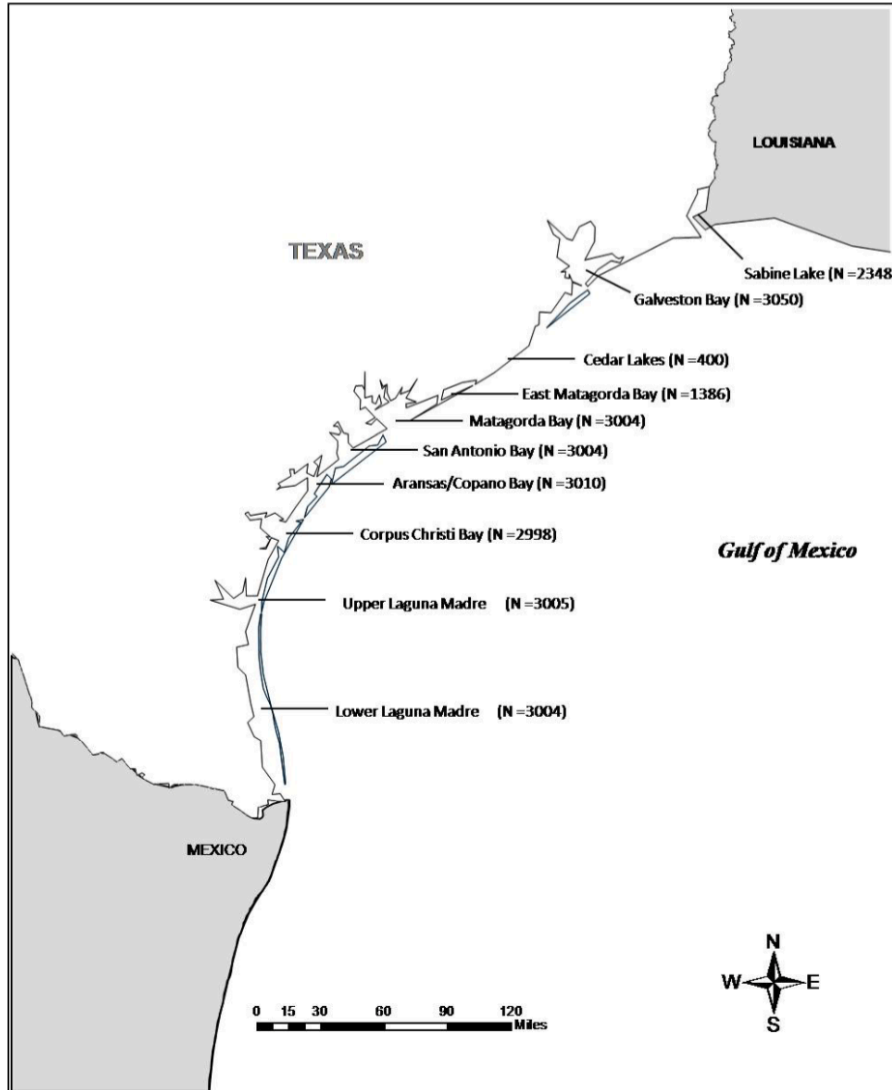 LOUISIANA
TEXAS
Sabine Lake (N =2348
Galveston Bay (N =3050)
Cedar Lakes (N =400)
East Matagorda Bay (N =1386)
Matagorda Bay (N =3004)
San Antonio Bay (N =3004)
Aransas/Copano Bay (N =3010)
Corpus Christi Bay (N =2998)
Gulf of Mexico
Upper Laguna Madre (N =3005)
Lower Laguna Madre (N =3004)
MEXICO
N
W E
S
0 15 30 60 90 120
Miles